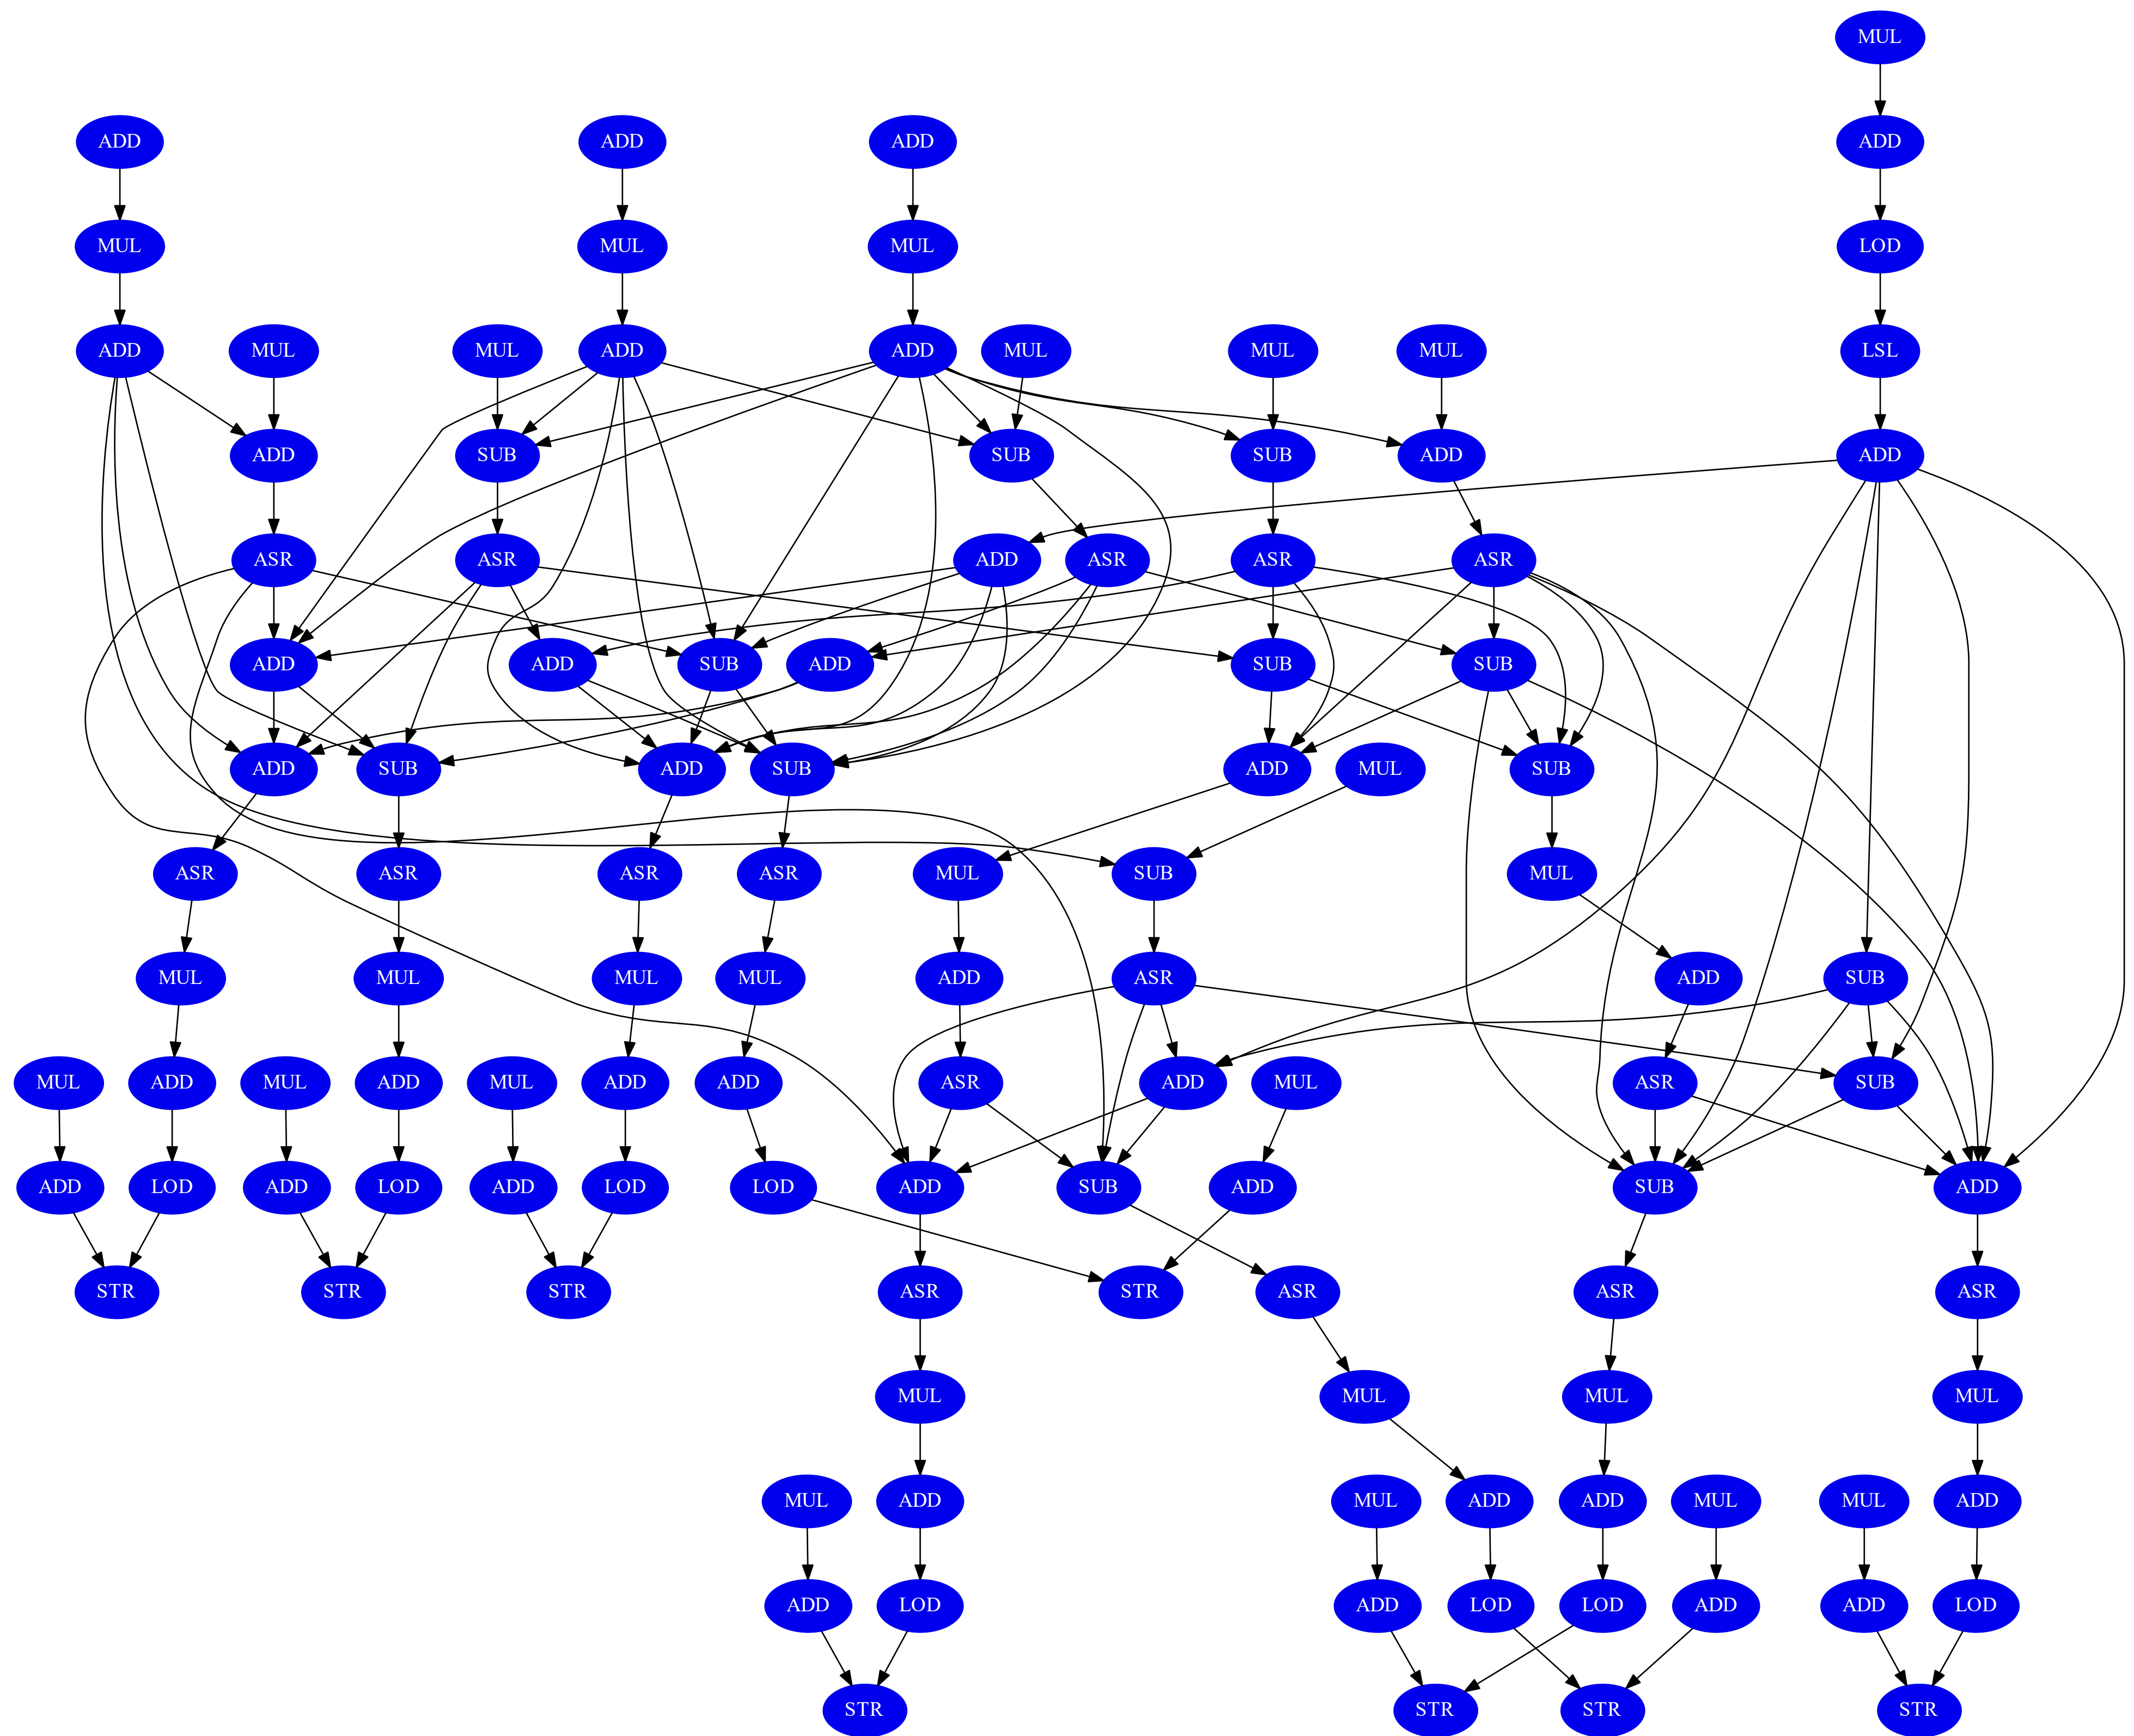 MUL
ADD ADD ADD ADD
MUL MUL MUL LOD
ADD MUL MUL ADD ADD MUL MUL MUL LSL
ADD SUB SUB SUB ADD ADD
ASR ASR ADD ASR ASR ASR
ADD ADD SUB ADD SUB SUB
ADD SUB ADD SUB ADD MUL SUB
ASR ASR ASR ASR MUL SUB MUL
MUL MUL MUL MUL ADD ASR ADD SUB
MUL ADD MUL ADD MUL ADD ADD ASR ADD MUL ASR SUB
ADD LOD ADD LOD ADD LOD LOD ADD SUB ADD SUB ADD
STR STR STR ASR STR ASR ASR ASR
MUL MUL MUL MUL
MUL ADD MUL ADD ADD MUL MUL ADD
ADD LOD ADD LOD LOD ADD ADD LOD
STR STR STR STR